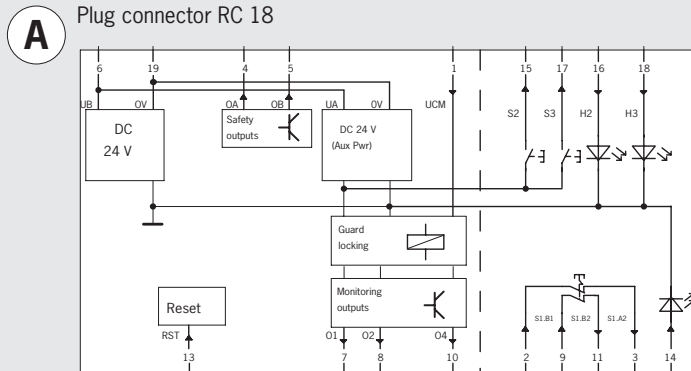 A
Plug connector RC 18
6 19 4 5 1 15 17 16 18
UB 0V OA OB UA 0V UCM S2 S3 H2 H3
DC
24 V
Safety
outputs
DC 24 V
(Aux Pwr)
Guard
locking
Monitoring
outputs
Reset
S1.B1 S1.B2 S1.A2
RST O1 O2 O4
13 7 8 10 2 9 11 3 14